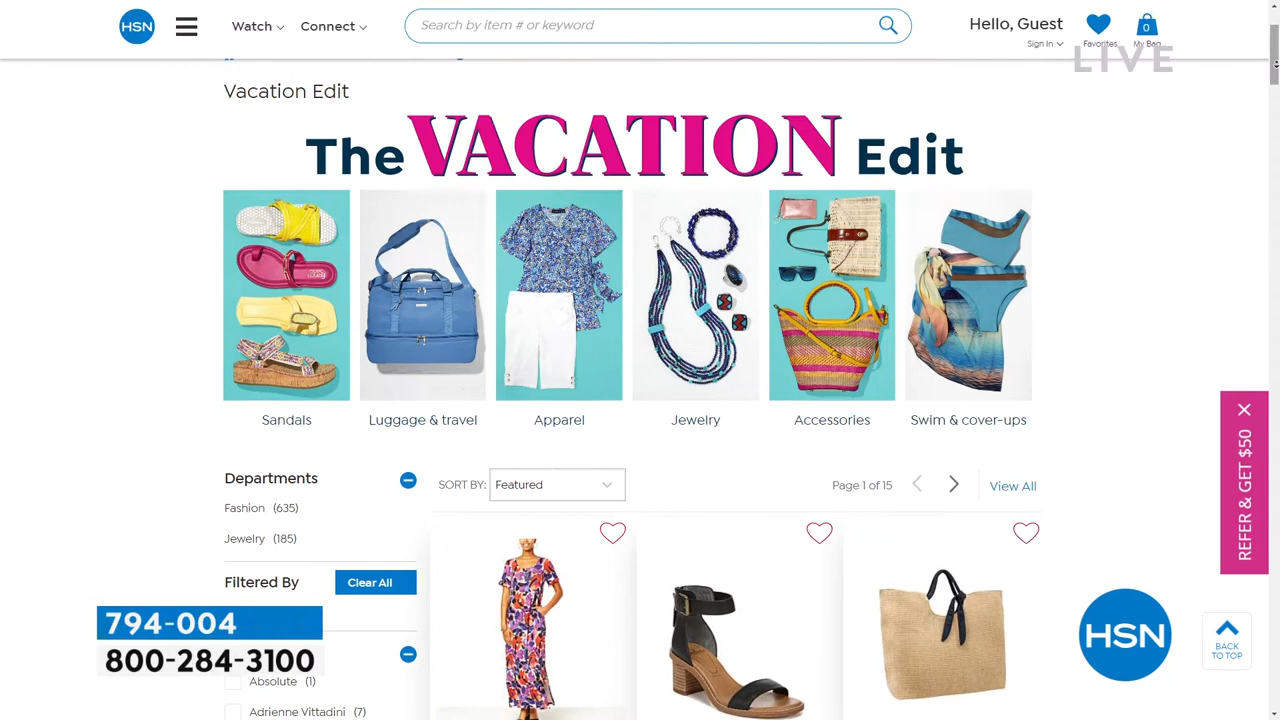 HSN
Watch
Connect
Search by item # or keyword
Hello, Guest
Sign In
Favorites
0
My Bag
LIVE
Vacation Edit
The VACATION Edit
Sandals
Luggage & travel
Apparel
Jewelry
Accessories
Swim & cover-ups
REFER & GET $50
Departments
SORT BY: Featured
Page 1 of 15
View All
Fashion (635)
Jewelry (185)
Filtered By
Clear All
794-004
800-284-3100
HSN
BACK
TO TOP
Absolute (1)
Adrienne Vittadini (7)